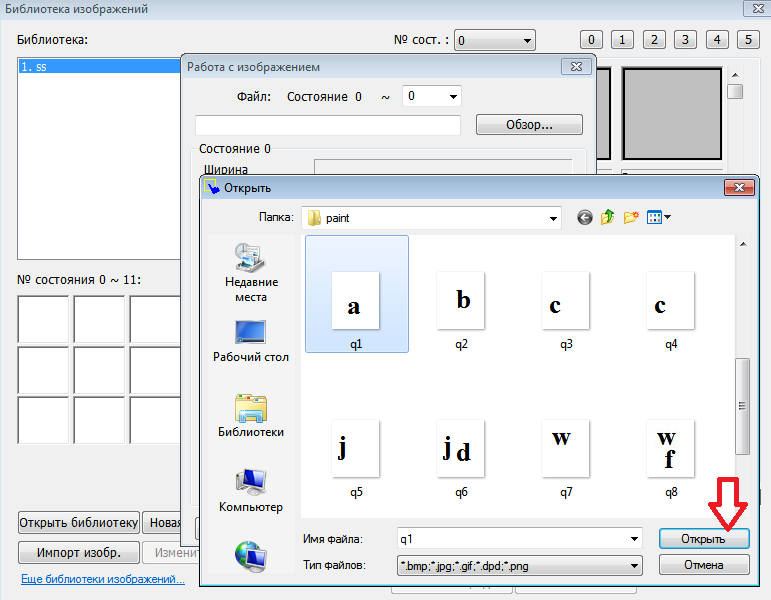 Библиотека изображений
Библиотека:
№ сост. : 0
0 1 2 3 4 5
1. ss
Работа с изображением
Файл: Состояние 0 ~ 0
Обзор...
Состояние 0
Ширина
Открыть
Папка: paint
Недавние места
Рабочий стол
Библиотеки
Компьютер
a
b
c
c
q1
q2
q3
q4
j
j d
w
w
f
q5
q6
q7
q8
№ состояния 0 ~ 11:
Имя файла: q1
Открыть
Тип файлов: *.bmp;*.jpg;*.gif;*.dpd;*.png
Отмена
Открыть библиотеку
Новая
Импорт изобр.
Изменит
Еще библиотеки изображений...